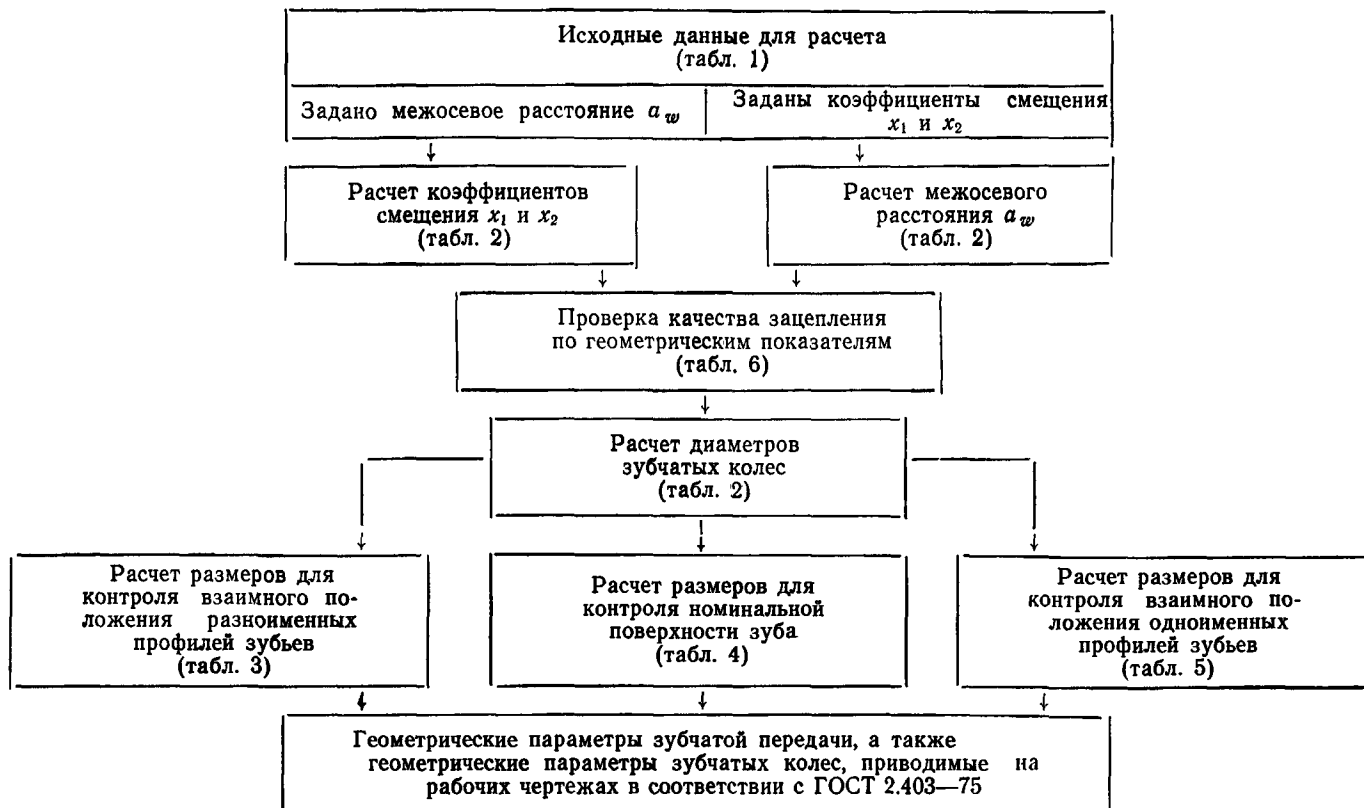 Исходные данные для расчета
(табл. 1)
Задано межосевое расстояние a_w
Заданы коэффициенты смещения
x₁ и x₂
Расчет коэффициентов
смещения x₁ и x₂
(табл. 2)
Расчет межосевого
расстояния a_w
(табл. 2)
Проверка качества зацепления
по геометрическим показателям
(табл. 6)
Расчет диаметров
зубчатых колес
(табл. 2)
Расчет размеров для
контроля взаимного по-
ложения разноименных
профилей зубьев
(табл. 3)
Расчет размеров для
контроля номинальной
поверхности зуба
(табл. 4)
Расчет размеров для
контроля взаимного по-
ложения одноименных
профилей зубьев
(табл. 5)
Геометрические параметры зубчатой передачи, а также
геометрические параметры зубчатых колес, приводимые на
рабочих чертежах в соответствии с ГОСТ 2.403—75